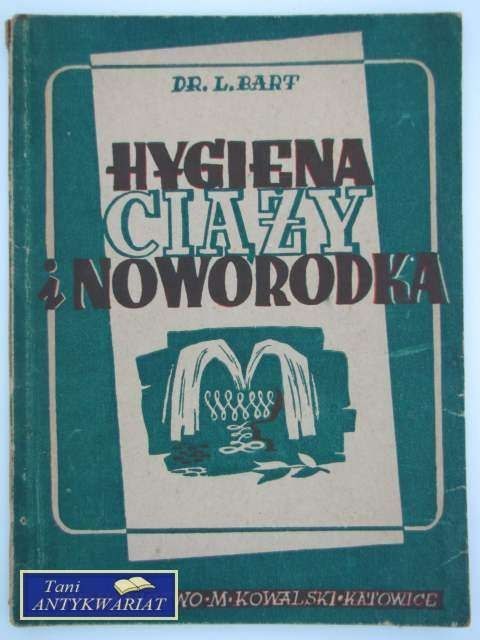 DR. L. BART
HYGIENA
CIĄŻY
i NOWORODKA
WO • M • KOWALSKI • KATOWICE
Tani
ANTYKWARIAT